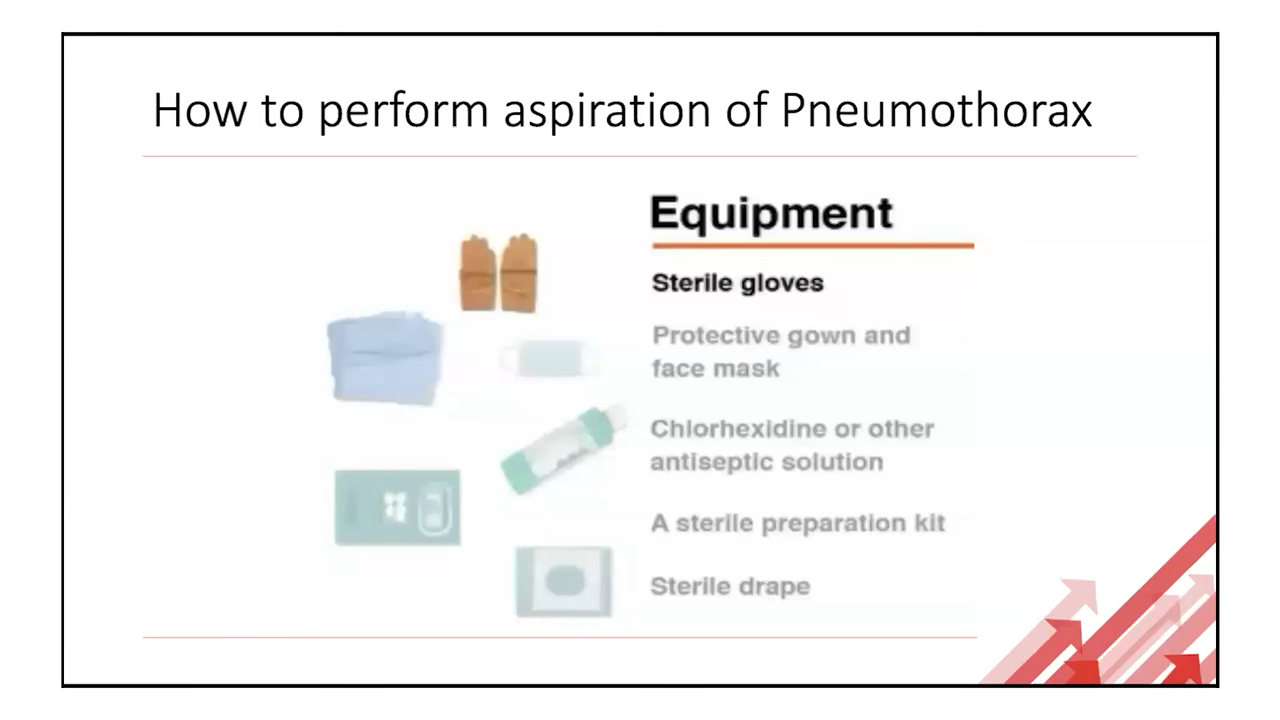 How to perform aspiration of Pneumothorax
Equipment
Sterile gloves
Protective gown and
face mask
Chlorhexidine or other
antiseptic solution
A sterile preparation kit
Sterile drape